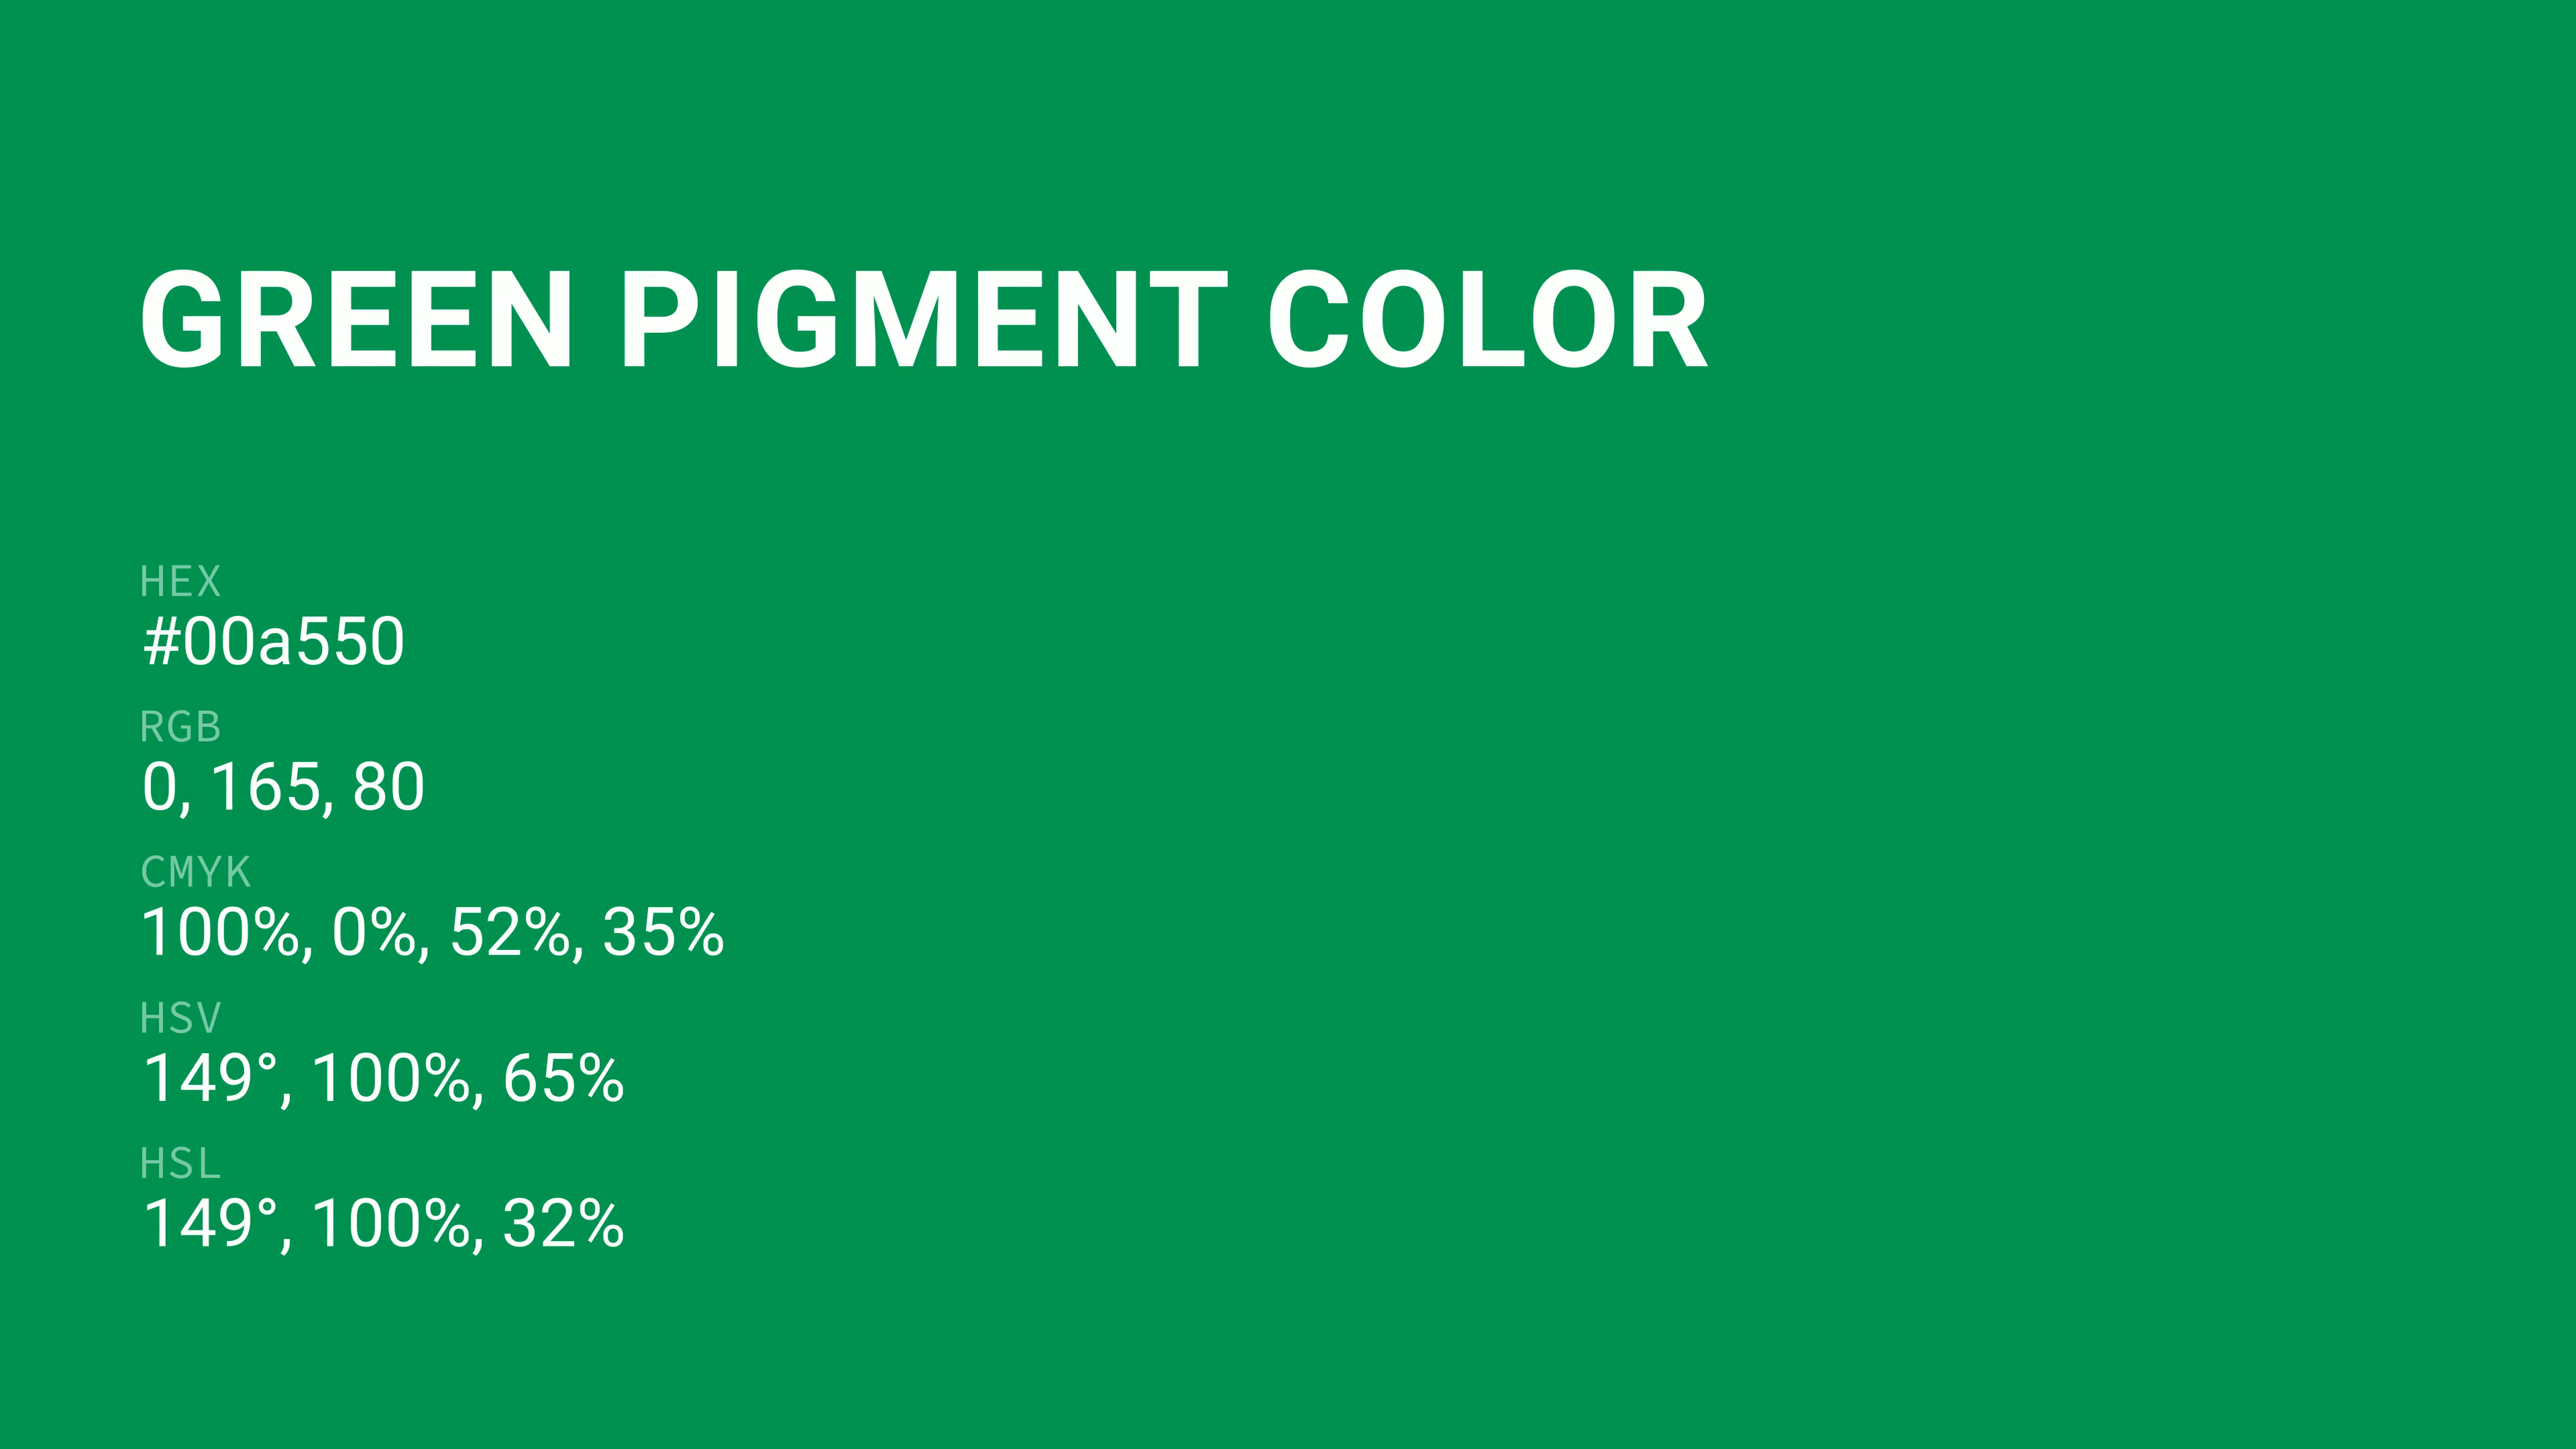 GREEN PIGMENT COLOR
HEX
#00a550
RGB
0, 165, 80
CMYK
100%, 0%, 52%, 35%
HSV
149°, 100%, 65%
HSL
149°, 100%, 32%